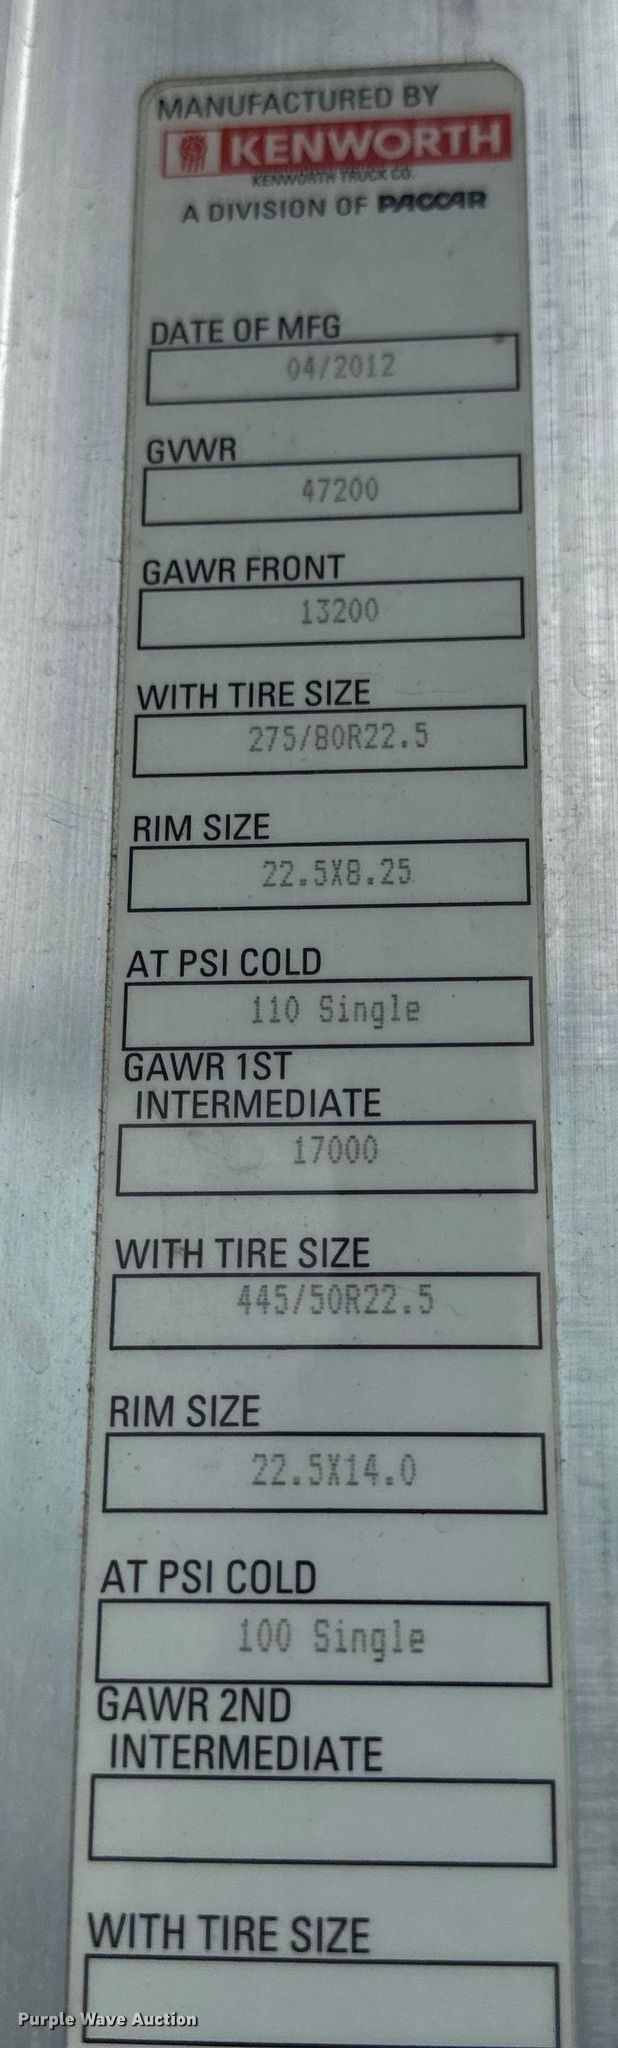 MANUFACTURED BY
KENWORTH
KENWORTH TRUCK CO.
A DIVISION OF PACCAR
DATE OF MFG
04/2012
GVWR
47200
GAWR FRONT
13200
WITH TIRE SIZE
275/80R22.5
RIM SIZE
22.5X8.25
AT PSI COLD
110 Single
GAWR 1ST
INTERMEDIATE
17000
WITH TIRE SIZE
445/50R22.5
RIM SIZE
22.5X14.0
AT PSI COLD
100 Single
GAWR 2ND
INTERMEDIATE
WITH TIRE SIZE
Purple Wave Auction